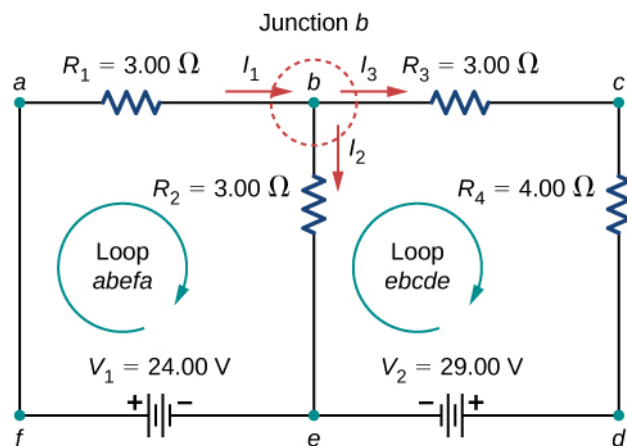 Junction b
a
R₁ = 3.00 Ω
I₁
b
I₃
R₃ = 3.00 Ω
c
I₂
R₂ = 3.00 Ω
R₄ = 4.00 Ω
Loop
abefa
Loop
ebcde
V₁ = 24.00 V
V₂ = 29.00 V
+
−
−
+
f
e
d